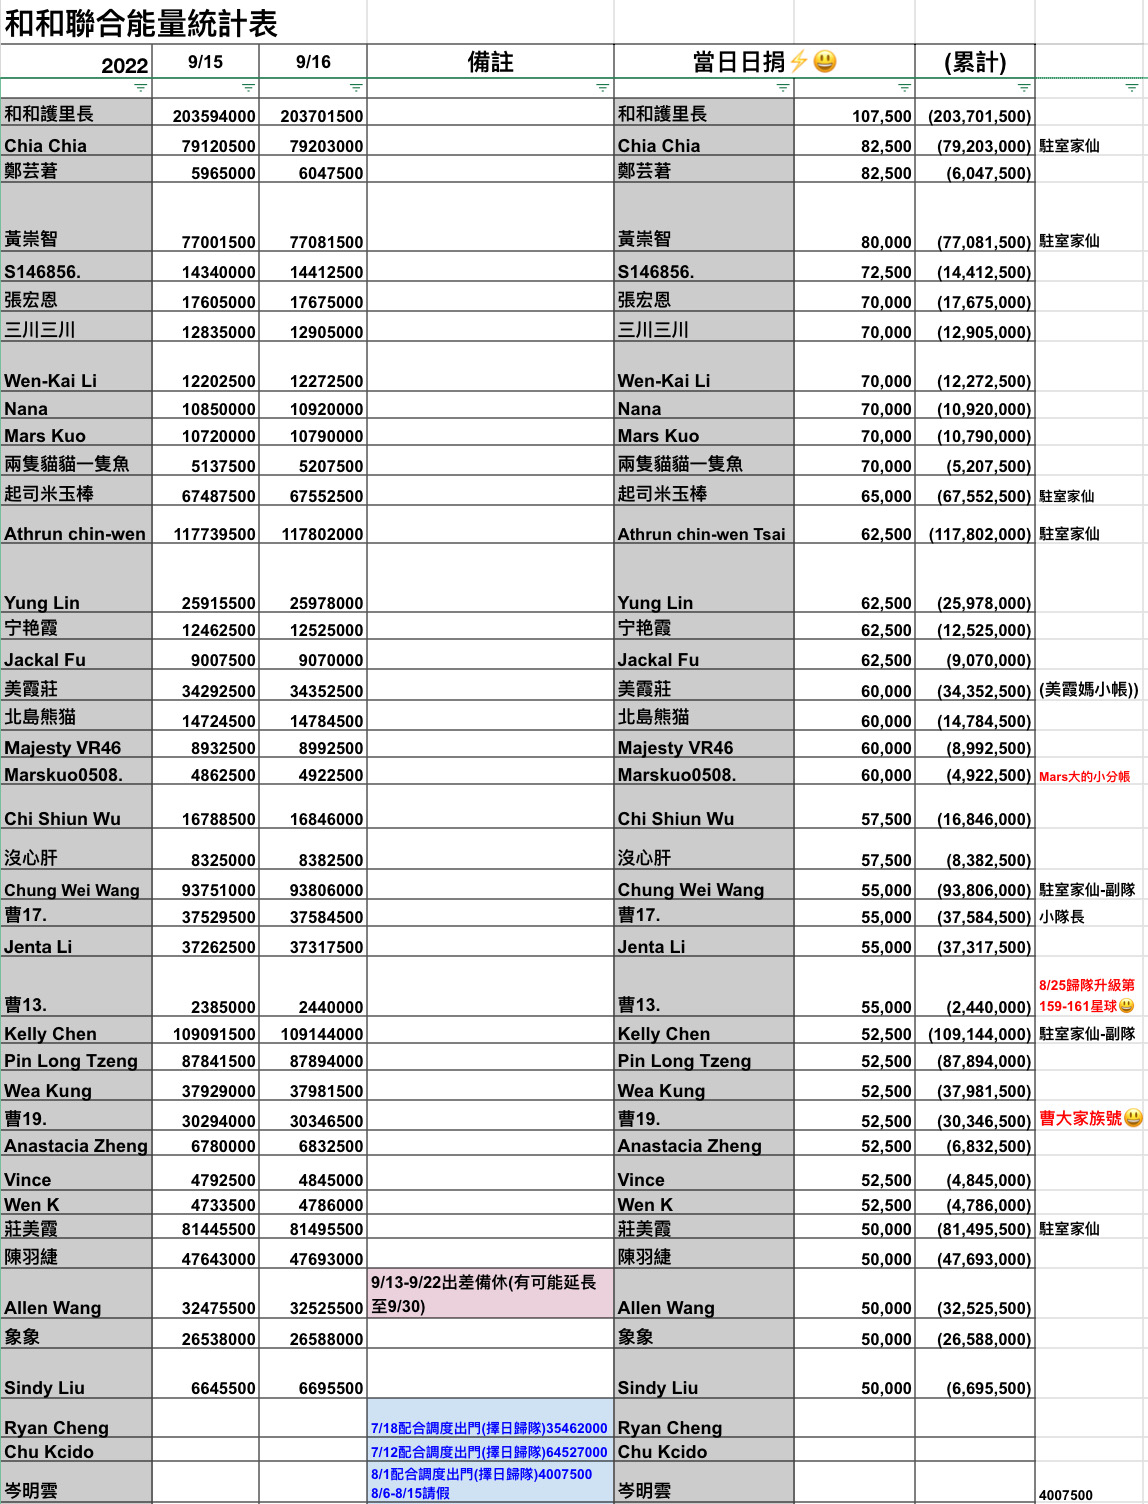 和和聯合能量統計表
2022 9/15 9/16 備註 當日日捐⚡😃 (累計)
和和護里長 203594000 203701500 和和護里長 107,500 (203,701,500)
Chia Chia 79120500 79203000 Chia Chia 82,500 (79,203,000) 駐室家仙
鄭芸著 5965000 6047500 鄭芸著 82,500 (6,047,500)
黃崇智 77001500 77081500 黃崇智 80,000 (77,081,500) 駐室家仙
S146856. 14340000 14412500 S146856. 72,500 (14,412,500)
張宏恩 17605000 17675000 張宏恩 70,000 (17,675,000)
三川三川 12835000 12905000 三川三川 70,000 (12,905,000)
Wen-Kai Li 12202500 12272500 Wen-Kai Li 70,000 (12,272,500)
Nana 10850000 10920000 Nana 70,000 (10,920,000)
Mars Kuo 10720000 10790000 Mars Kuo 70,000 (10,790,000)
兩隻貓貓一隻魚 5137500 5207500 兩隻貓貓一隻魚 70,000 (5,207,500)
起司米玉棒 67487500 67552500 起司米玉棒 65,000 (67,552,500) 駐室家仙
Athrun chin-wen 117739500 117802000 Athrun chin-wen Tsai 62,500 (117,802,000) 駐室家仙
Yung Lin 25915500 25978000 Yung Lin 62,500 (25,978,000)
宁艳霞 12462500 12525000 宁艳霞 62,500 (12,525,000)
Jackal Fu 9007500 9070000 Jackal Fu 62,500 (9,070,000)
美霞莊 34292500 34352500 美霞莊 60,000 (34,352,500) (美霞媽小帳))
北島熊猫 14724500 14784500 北島熊猫 60,000 (14,784,500)
Majesty VR46 8932500 8992500 Majesty VR46 60,000 (8,992,500)
Marskuo0508. 4862500 4922500 Marskuo0508. 60,000 (4,922,500) Mars大的小分帳
Chi Shiun Wu 16788500 16846000 Chi Shiun Wu 57,500 (16,846,000)
沒心肝 8325000 8382500 沒心肝 57,500 (8,382,500)
Chung Wei Wang 93751000 93806000 Chung Wei Wang 55,000 (93,806,000) 駐室家仙-副隊
曹17. 37529500 37584500 曹17. 55,000 (37,584,500) 小隊長
Jenta Li 37262500 37317500 Jenta Li 55,000 (37,317,500)
8/25歸隊升級第
曹13. 2385000 2440000 曹13. 55,000 (2,440,000) 159-161星球😃
Kelly Chen 109091500 109144000 Kelly Chen 52,500 (109,144,000) 駐室家仙-副隊
Pin Long Tzeng 87841500 87894000 Pin Long Tzeng 52,500 (87,894,000)
Wea Kung 37929000 37981500 Wea Kung 52,500 (37,981,500)
曹19. 30294000 30346500 曹19. 52,500 (30,346,500) 曹大家族號😃
Anastacia Zheng 6780000 6832500 Anastacia Zheng 52,500 (6,832,500)
Vince 4792500 4845000 Vince 52,500 (4,845,000)
Wen K 4733500 4786000 Wen K 52,500 (4,786,000)
莊美霞 81445500 81495500 莊美霞 50,000 (81,495,500) 駐室家仙
陳羽緁 47643000 47693000 陳羽緁 50,000 (47,693,000)
9/13-9/22出差備休(有可能延長
Allen Wang 32475500 32525500 至9/30) Allen Wang 50,000 (32,525,500)
象象 26538000 26588000 象象 50,000 (26,588,000)
Sindy Liu 6645500 6695500 Sindy Liu 50,000 (6,695,500)
Ryan Cheng 7/18配合調度出門(擇日歸隊)35462000 Ryan Cheng
Chu Kcido 7/12配合調度出門(擇日歸隊)64527000 Chu Kcido
8/1配合調度出門(擇日歸隊)4007500
岑明雲 8/6-8/15請假 岑明雲 4007500